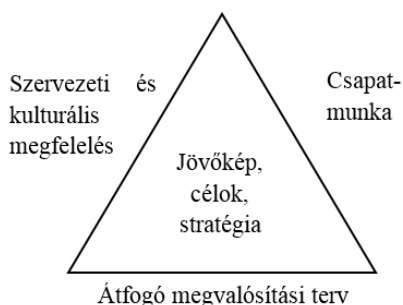 Szervezeti és
kulturális
megfelelés
Csapat-
munka
Jövőkép,
célok,
stratégia
Átfogó megvalósítási terv